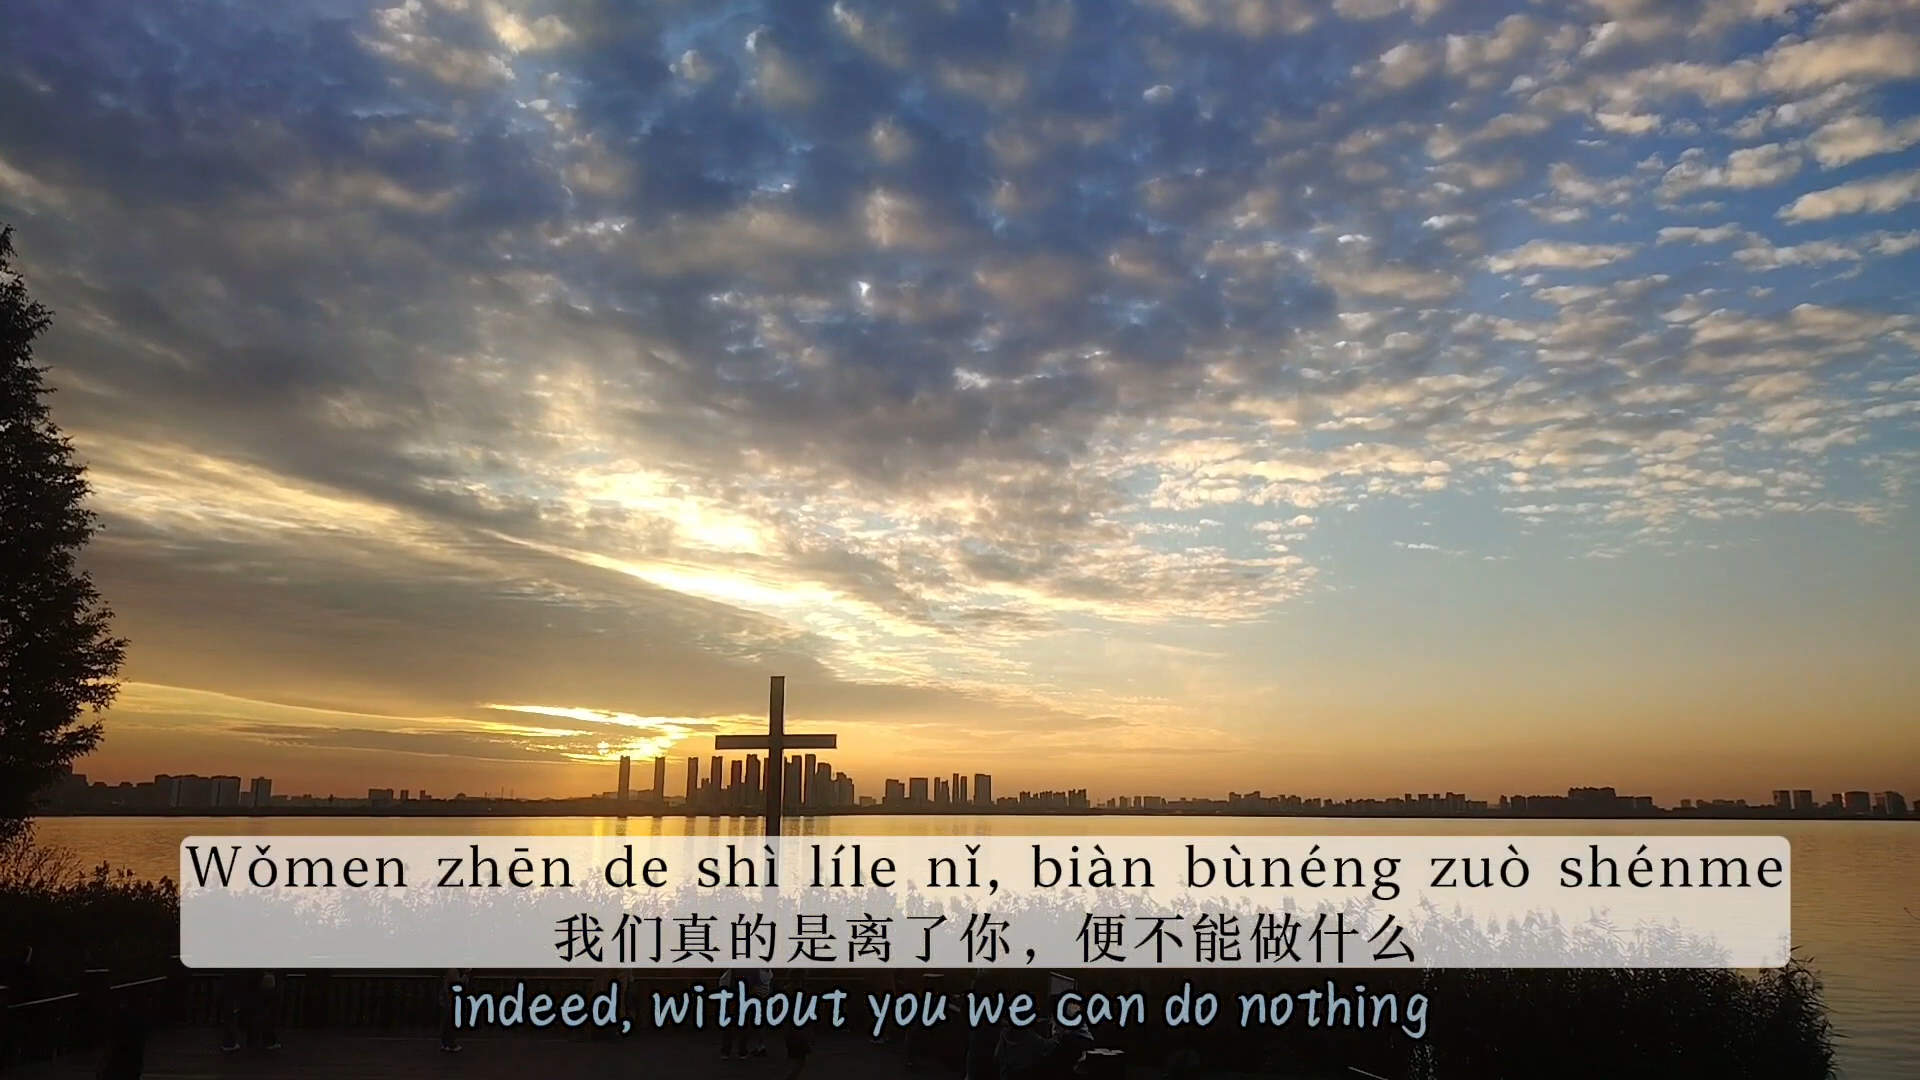 Wǒmen zhēn de shì líle nǐ, biàn bùnéng zuò shénme
我们真的是离了你，便不能做什么
indeed, without you we can do nothing